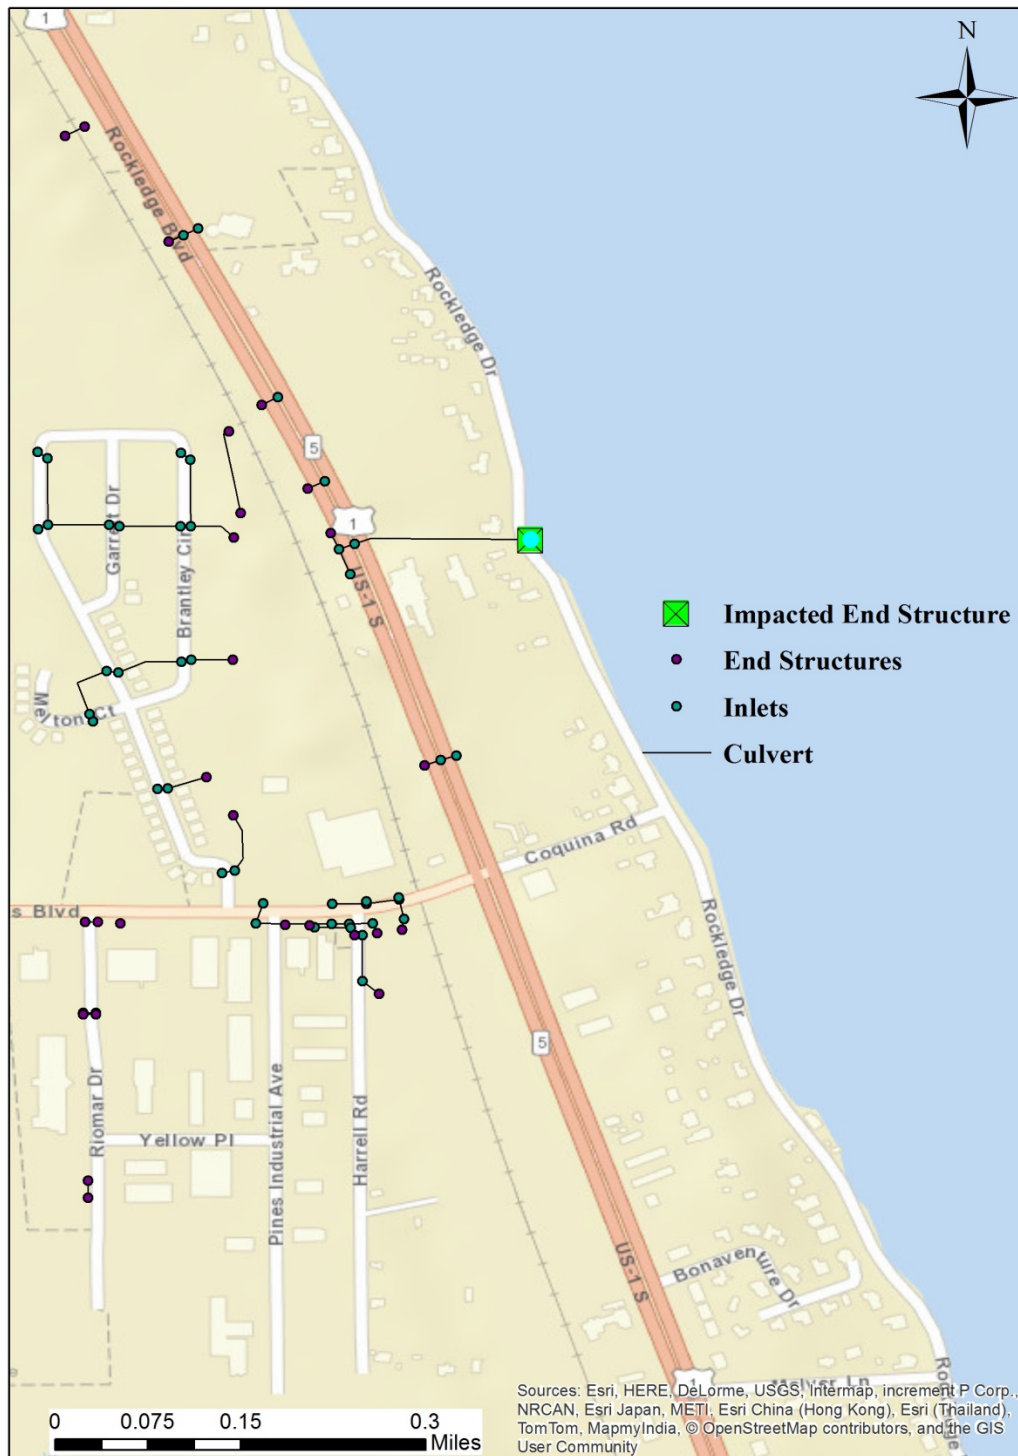 N
1
Rockledge Blvd
Rockledge Dr
5
1
Garrett Dr
Brantley Cir
US-1 S
Impacted End Structure
End Structures
Inlets
Culvert
Melton Ct
Coquina Rd
s Blvd
Rockledge Dr
5
Riomar Dr
Yellow Pl
Pines Industrial Ave
Harrell Rd
US-1 S
Bonaventure Dr
1
McIver Ln
Rockledge
e
Sources: Esri, HERE, DeLorme, USGS, Intermap, increment P Corp.,
NRCAN, Esri Japan, METI, Esri China (Hong Kong), Esri (Thailand),
TomTom, MapmyIndia, © OpenStreetMap contributors, and the GIS
User Community
0 0.075 0.15 0.3
Miles